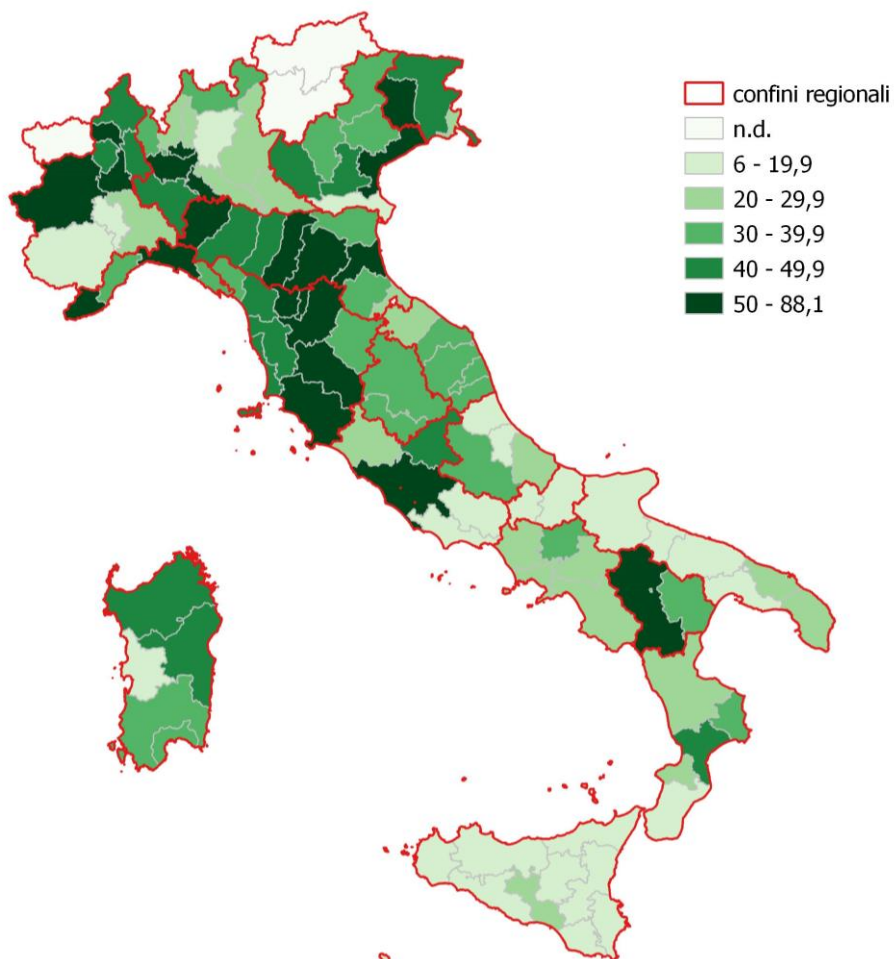 confini regionali
n.d.
6 - 19,9
20 - 29,9
30 - 39,9
40 - 49,9
50 - 88,1